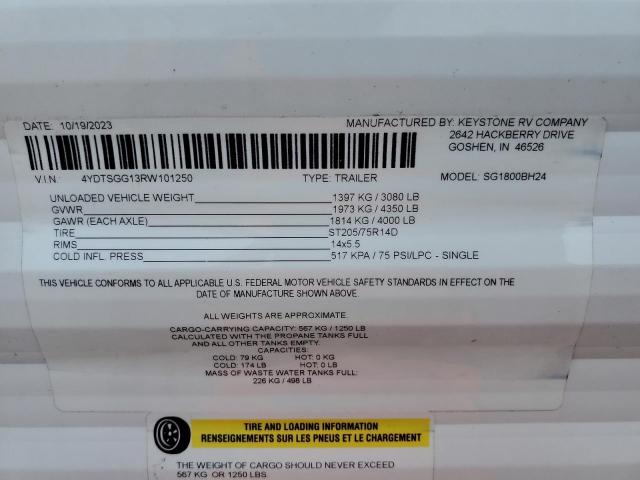 DATE: 10/19/2023 MANUFACTURED BY: KEYSTONE RV COMPANY
2642 HACKBERRY DRIVE
GOSHEN, IN 46526
V.I.N. 4YDTSGG13RW101250 TYPE: TRAILER MODEL: SG1800BH24
UNLOADED VEHICLE WEIGHT 1397 KG / 3080 LB
GVWR 1973 KG / 4350 LB
GAWR (EACH AXLE) 1814 KG / 4000 LB
TIRE ST205/75R14D
RIMS 14x5.5
COLD INFL. PRESS 517 KPA / 75 PSI/LPC - SINGLE
THIS VEHICLE CONFORMS TO ALL APPLICABLE U.S. FEDERAL MOTOR VEHICLE SAFETY STANDARDS IN EFFECT ON THE
DATE OF MANUFACTURE SHOWN ABOVE.
ALL WEIGHTS ARE APPROXIMATE.
CARGO-CARRYING CAPACITY: 567 KG / 1250 LB
CALCULATED WITH THE PROPANE TANKS FULL
AND ALL OTHER TANKS EMPTY.
CAPACITIES:
COLD: 79 KG HOT: 0 KG
COLD: 174 LB HOT: 0 LB
MASS OF WASTE WATER TANKS FULL:
226 KG / 498 LB
TIRE AND LOADING INFORMATION
RENSEIGNEMENTS SUR LES PNEUS ET LE CHARGEMENT
THE WEIGHT OF CARGO SHOULD NEVER EXCEED
567 KG OR 1250 LBS.